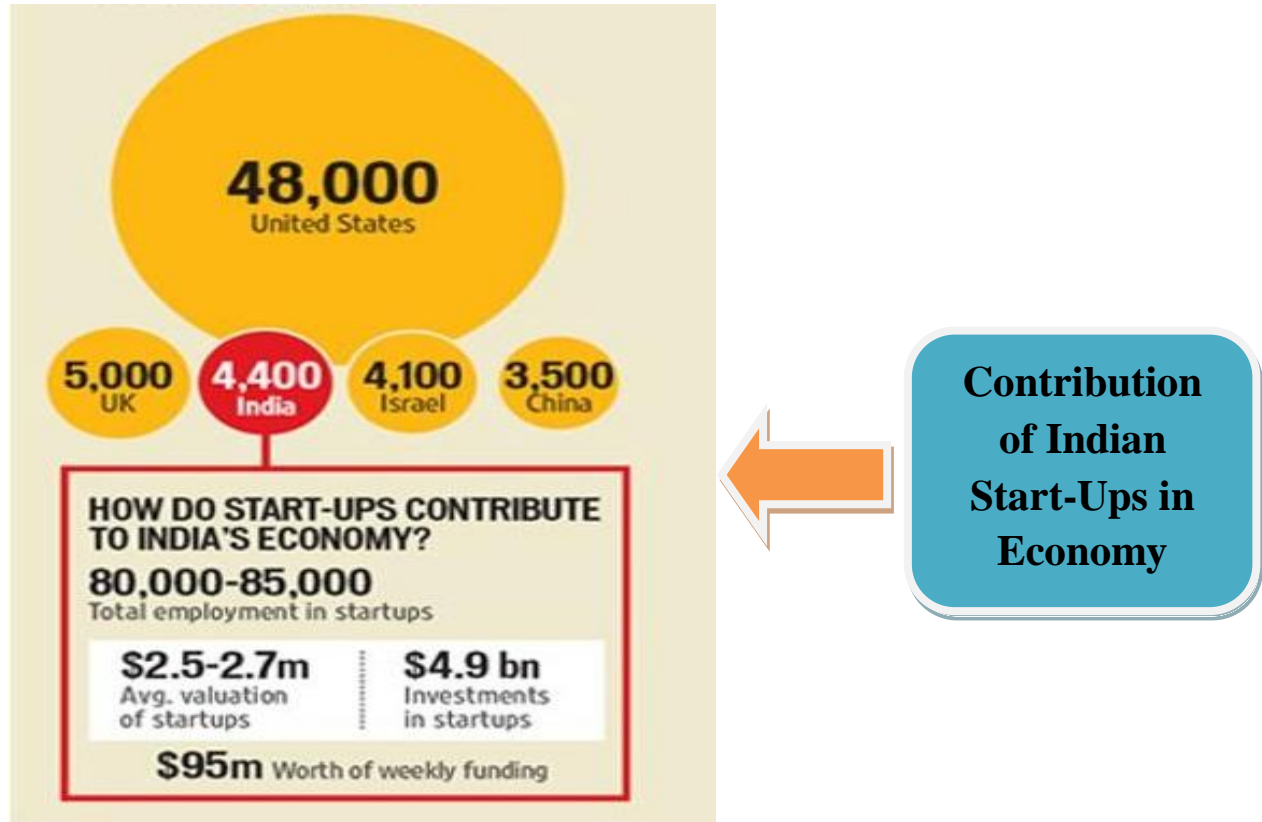 48,000
United States
5,000
UK
4,400
India
4,100
Israel
3,500
China
HOW DO START-UPS CONTRIBUTE
TO INDIA'S ECONOMY?
80,000-85,000
Total employment in startups
$2.5-2.7m
Avg. valuation
of startups
$4.9 bn
Investments
in startups
$95m Worth of weekly funding
Contribution
of Indian
Start-Ups in
Economy